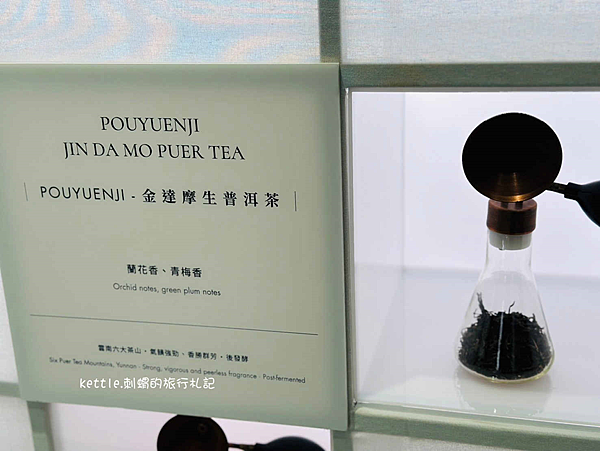 POUYUENJI
JIN DA MO PUER TEA
POUYUENJI - 金達摩生普洱茶
蘭花香、青梅香
Orchid notes, green plum notes
雲南六大茶山，氣韻強勁、香勝群芳，後發酵
Six Puer Tea Mountains, Yunnan · Strong, vigorous and peerless fragrance · Post-fermented
kettle.刺蝟的旅行札記